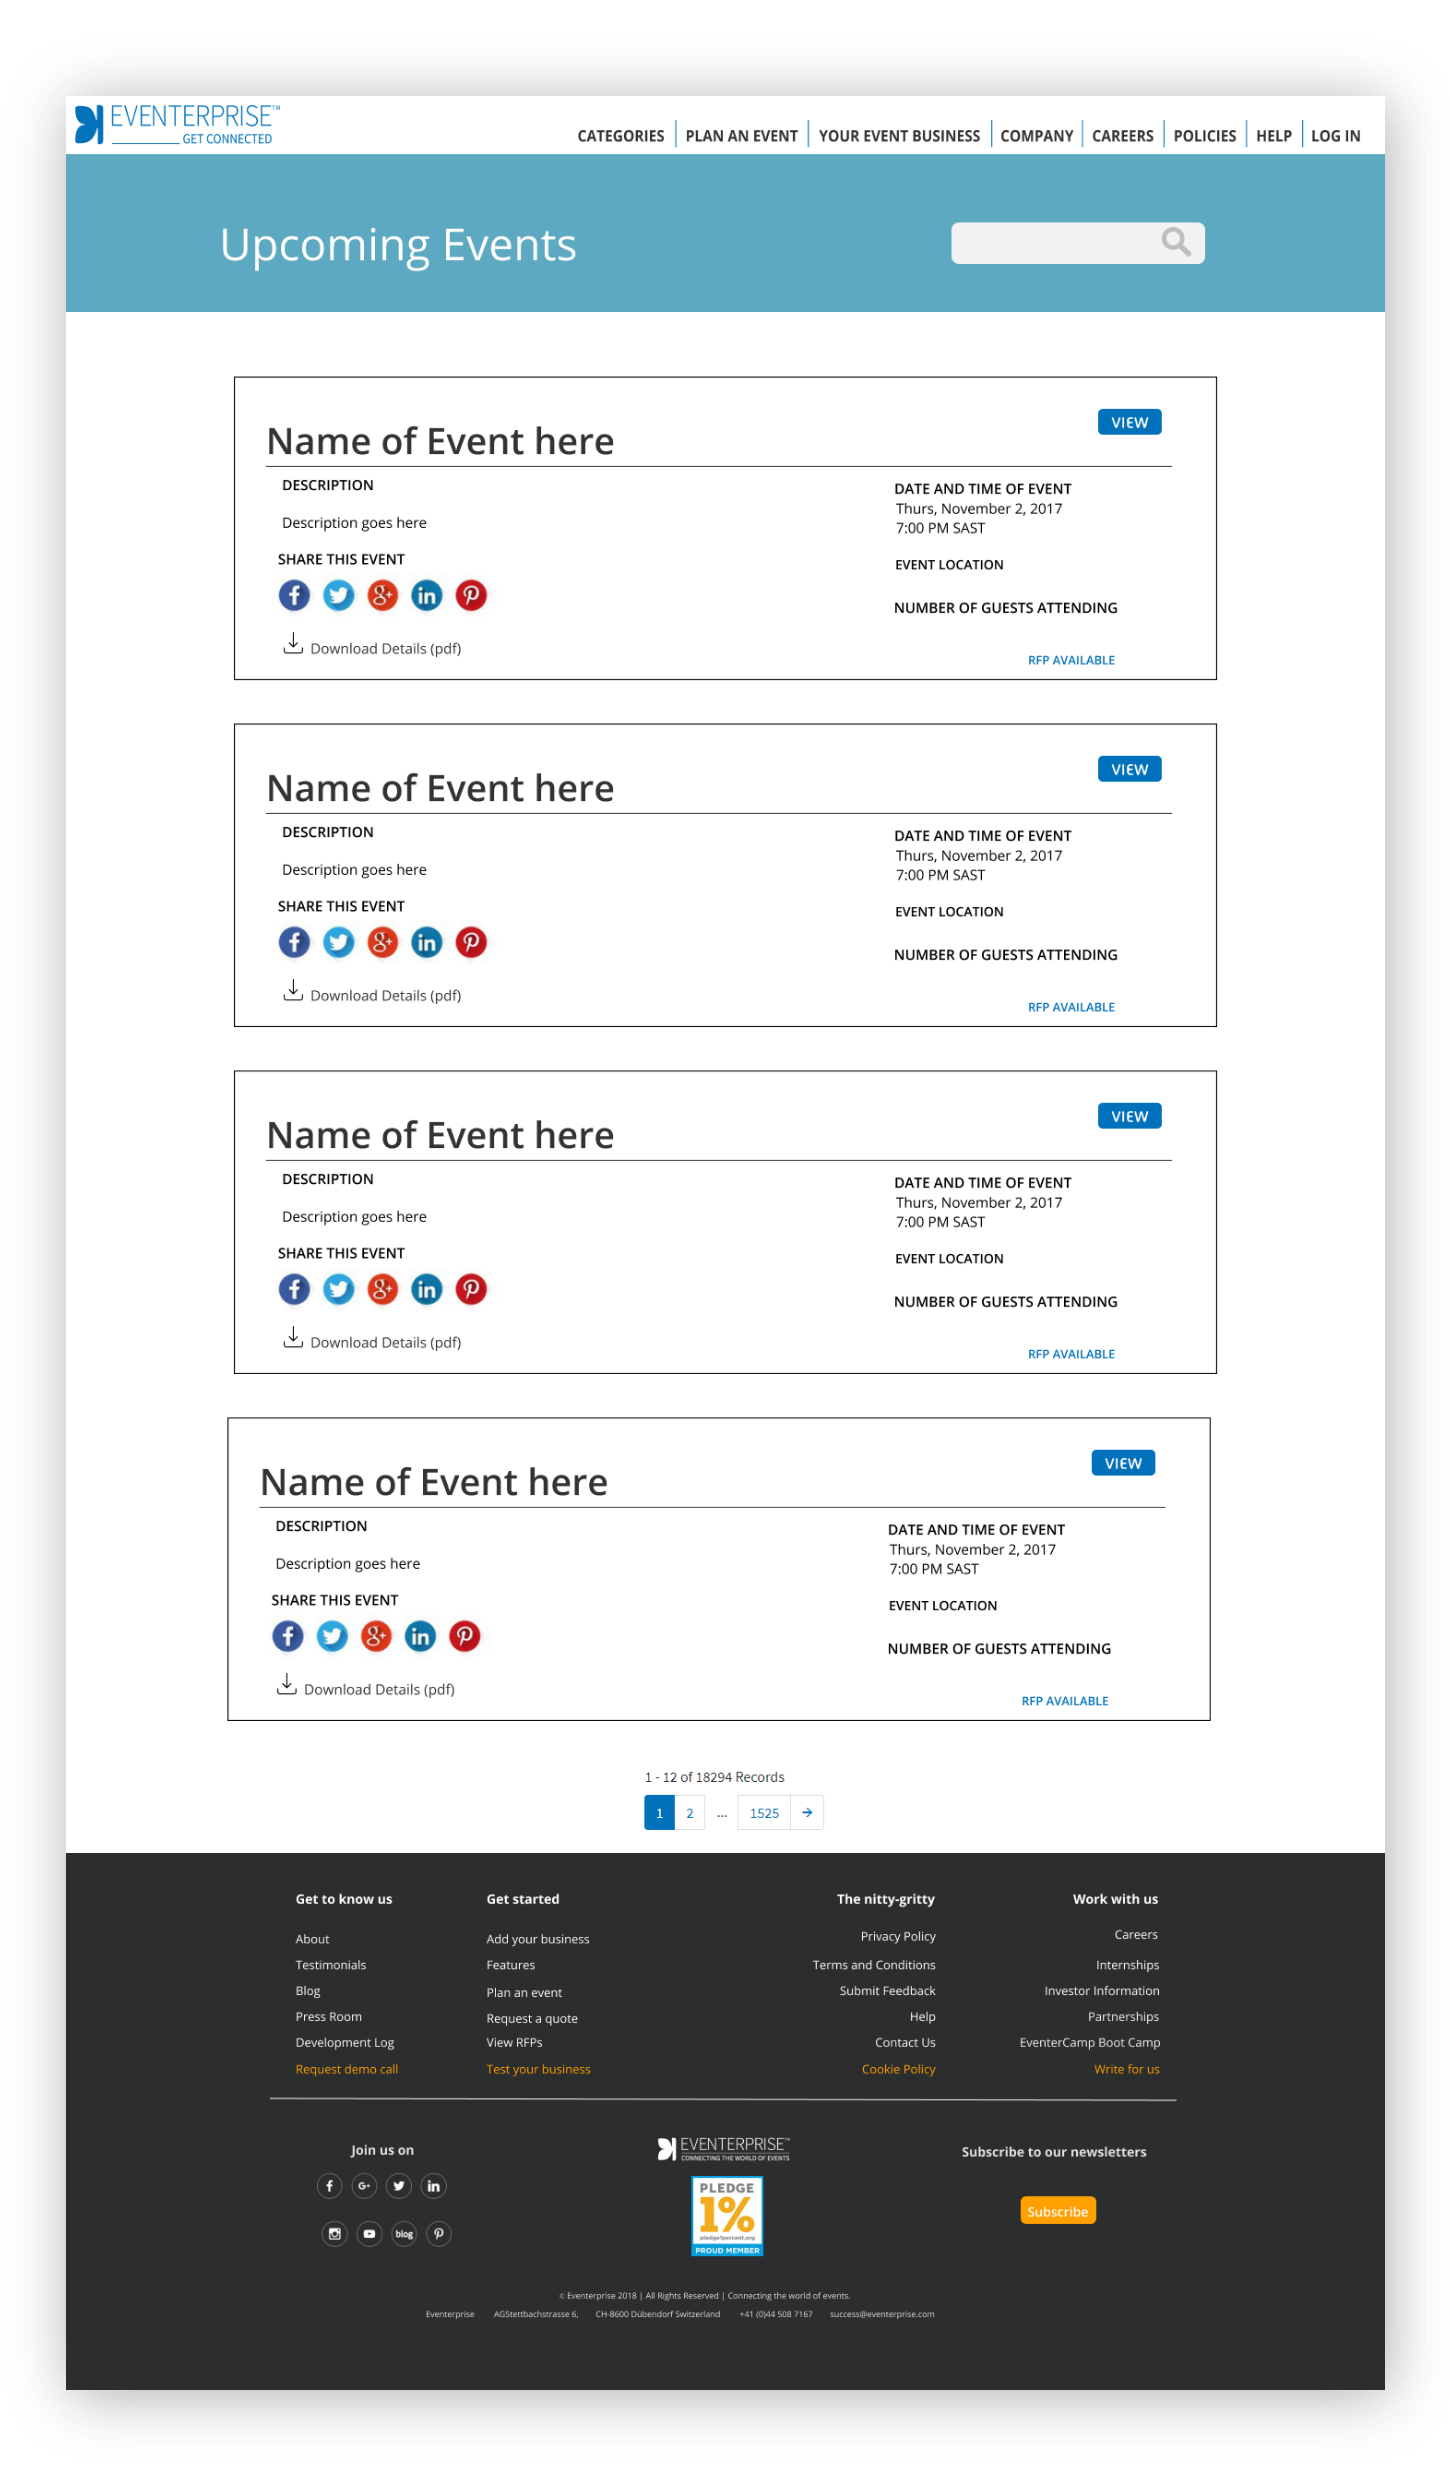 EVENTERPRISE™
GET CONNECTED
CATEGORIES PLAN AN EVENT YOUR EVENT BUSINESS COMPANY CAREERS POLICIES HELP LOG IN
Upcoming Events
Name of Event here
VIEW
DESCRIPTION
Description goes here
SHARE THIS EVENT
Download Details (pdf)
DATE AND TIME OF EVENT
Thurs, November 2, 2017
7:00 PM SAST
EVENT LOCATION
NUMBER OF GUESTS ATTENDING
RFP AVAILABLE
Name of Event here
VIEW
DESCRIPTION
Description goes here
SHARE THIS EVENT
Download Details (pdf)
DATE AND TIME OF EVENT
Thurs, November 2, 2017
7:00 PM SAST
EVENT LOCATION
NUMBER OF GUESTS ATTENDING
RFP AVAILABLE
Name of Event here
VIEW
DESCRIPTION
Description goes here
SHARE THIS EVENT
Download Details (pdf)
DATE AND TIME OF EVENT
Thurs, November 2, 2017
7:00 PM SAST
EVENT LOCATION
NUMBER OF GUESTS ATTENDING
RFP AVAILABLE
Name of Event here
VIEW
DESCRIPTION
Description goes here
SHARE THIS EVENT
Download Details (pdf)
DATE AND TIME OF EVENT
Thurs, November 2, 2017
7:00 PM SAST
EVENT LOCATION
NUMBER OF GUESTS ATTENDING
RFP AVAILABLE
1 - 12 of 18294 Records
1 2 ... 1525 →
Get to know us
About
Testimonials
Blog
Press Room
Development Log
Request demo call
Get started
Add your business
Features
Plan an event
Request a quote
View RFPs
Test your business
The nitty-gritty
Privacy Policy
Terms and Conditions
Submit Feedback
Help
Contact Us
Cookie Policy
Work with us
Careers
Internships
Investor Information
Partnerships
EventerCamp Boot Camp
Write for us
Join us on
blog
EVENTERPRISE™
CONNECTING THE WORLD OF EVENTS
PLEDGE
1%
pledge1percent.org
PROUD MEMBER
Subscribe to our newsletters
Subscribe
© Eventerprise 2018 | All Rights Reserved | Connecting the world of events.
Eventerprise AGStettbachstrasse 6, CH-8600 Dübendorf Switzerland +41 (0)44 508 7167 success@eventerprise.com